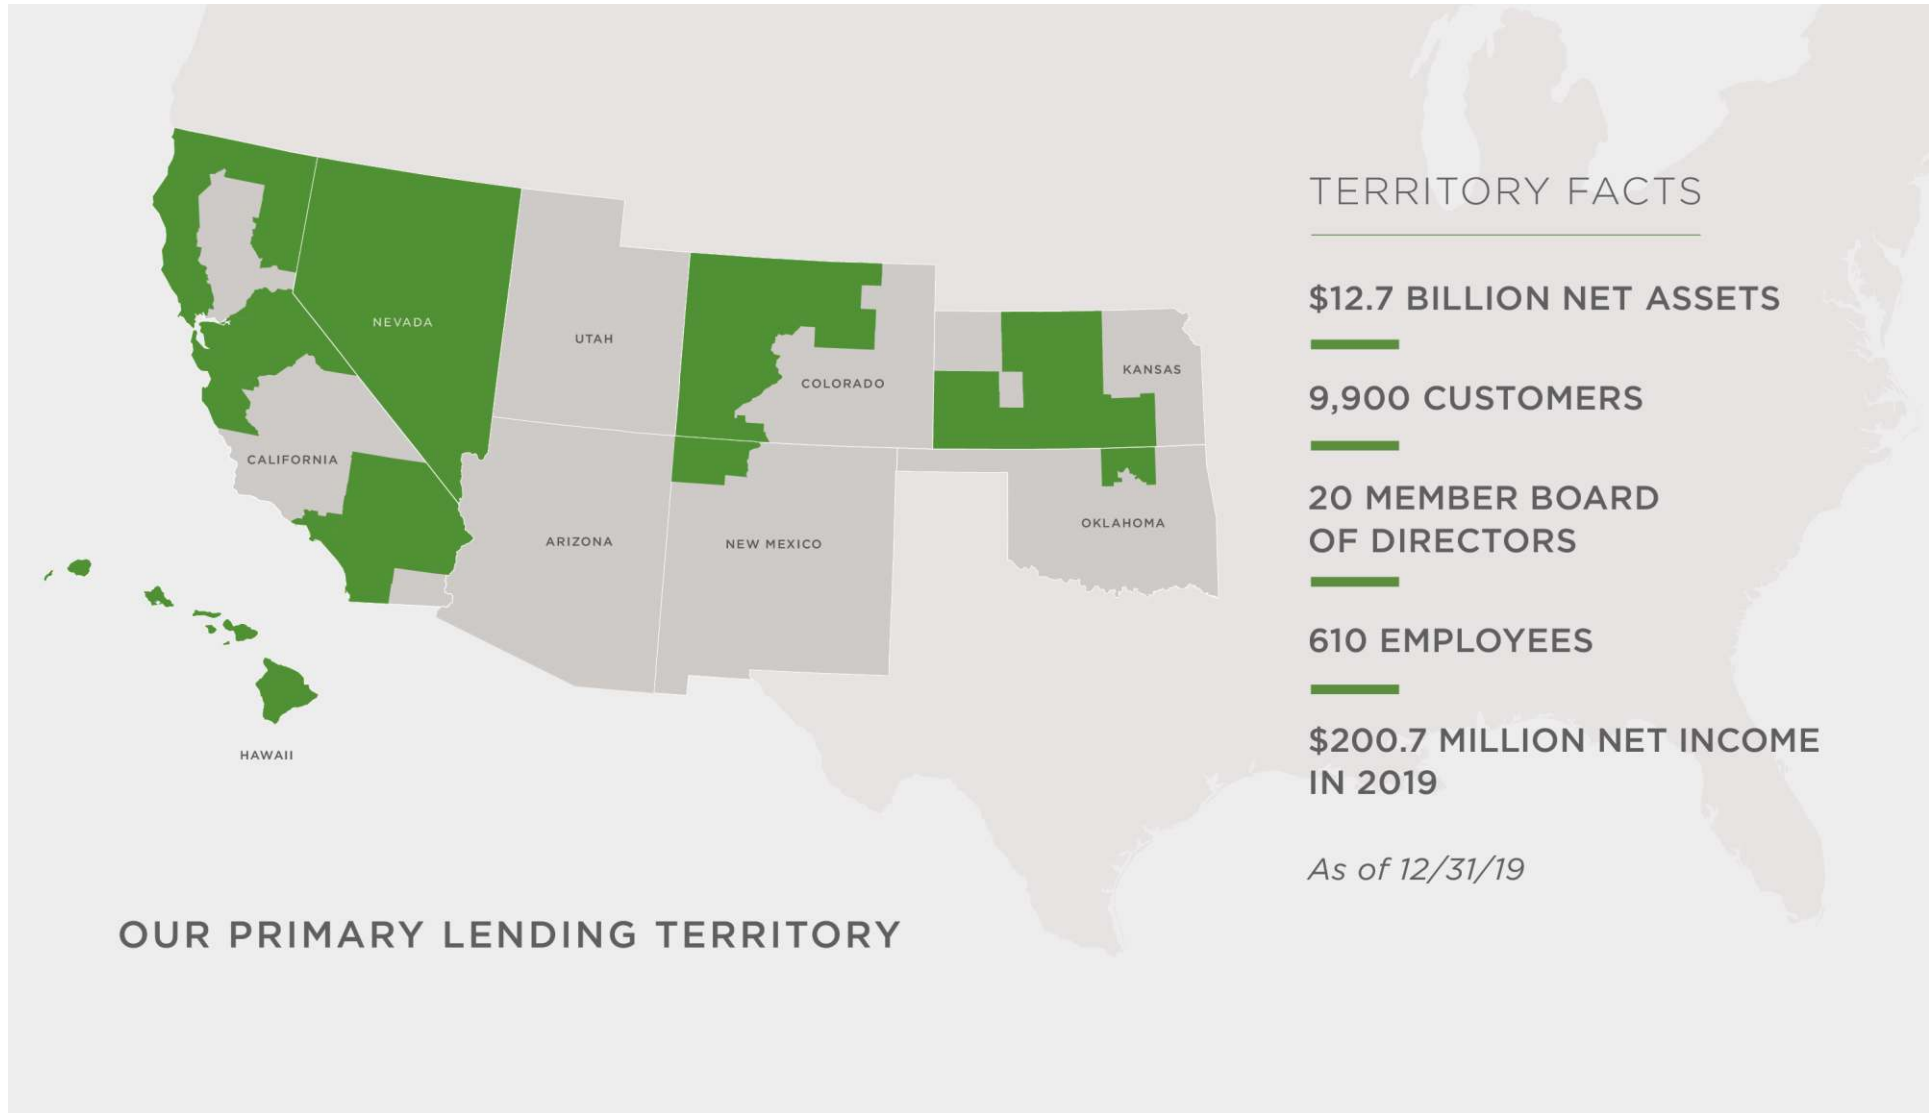 NEVADA
UTAH
COLORADO
KANSAS
CALIFORNIA
ARIZONA
NEW MEXICO
OKLAHOMA
HAWAII
OUR PRIMARY LENDING TERRITORY
TERRITORY FACTS
$12.7 BILLION NET ASSETS
9,900 CUSTOMERS
20 MEMBER BOARD
OF DIRECTORS
610 EMPLOYEES
$200.7 MILLION NET INCOME
IN 2019
As of 12/31/19